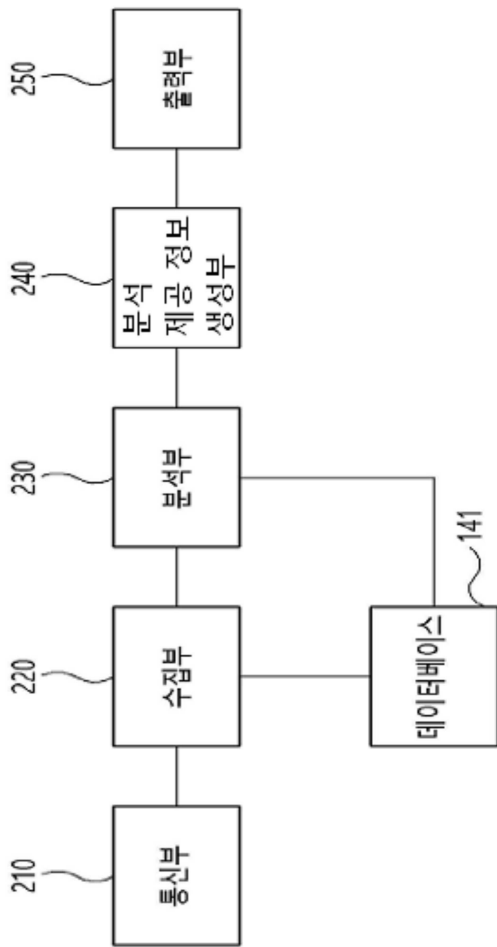 210
220
230
240
250
통신부
수집부
분석부
분석
제공 정보
생성부
출력부
141
데이터베이스